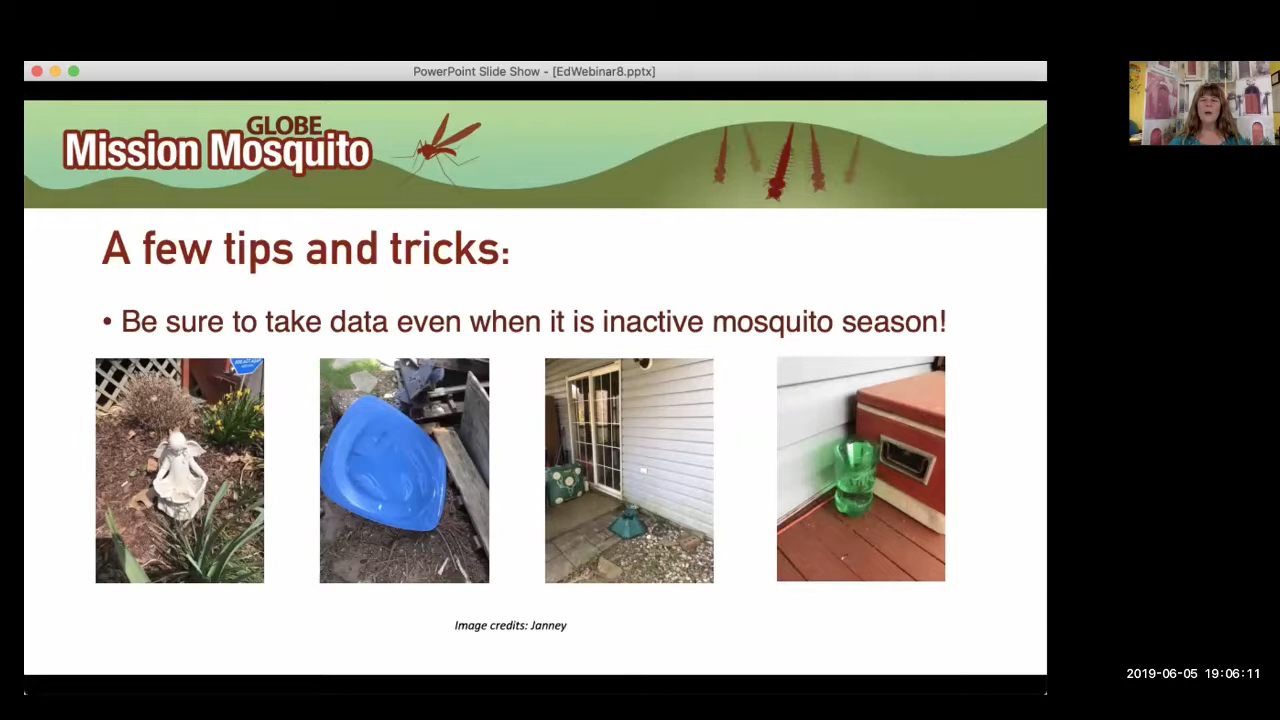 PowerPoint Slide Show - [EdWebinar8.pptx]
GLOBE
Mission Mosquito
A few tips and tricks:
• Be sure to take data even when it is inactive mosquito season!
Image credits: Janney
2019-06-05 19:06:11